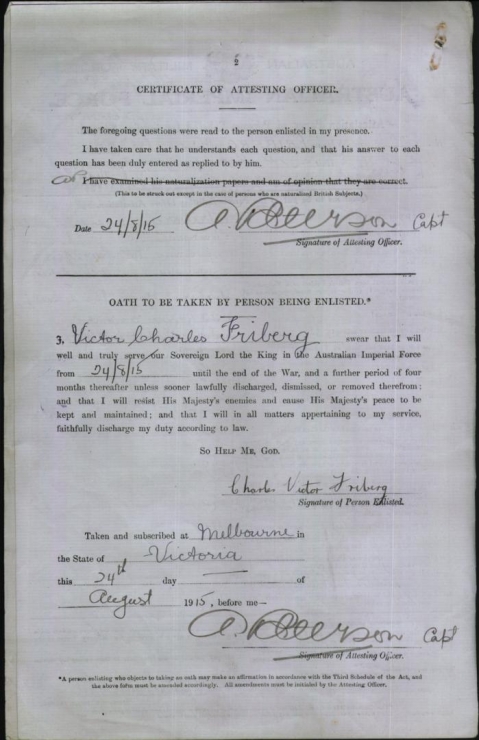 2
CERTIFICATE OF ATTESTING OFFICER.
The foregoing questions were read to the person enlisted in my presence.
I have taken care that he understands each question, and that his answer to each
question has been duly entered as replied to by him.
I have examined his naturalization papers and am of opinion that they are correct.
(This to be struck out except in the case of persons who are naturalized British Subjects.)
Date 24/8/15 Capt
Signature of Attesting Officer.
OATH TO BE TAKEN BY PERSON BEING ENLISTED.*
3. Victor Charles Friberg swear that I will
well and truly serve our Sovereign Lord the King in the Australian Imperial Force
from 24/8/15 until the end of the War, and a further period of four
months thereafter unless sooner lawfully discharged, dismissed, or removed therefrom;
and that I will resist His Majesty's enemies and cause His Majesty's peace to be
kept and maintained; and that I will in all matters appertaining to my service,
faithfully discharge my duty according to law.
SO HELP ME, GOD.
Charles Victor Friberg
Signature of Person Enlisted.
Taken and subscribed at Melbourne in
the State of Victoria
this 24th day of
August 1915, before me—
Capt
Signature of Attesting Officer.
*A person enlisting who objects to taking an oath may make an affirmation in accordance with the Third Schedule of the Act, and
the above form must be amended accordingly. All amendments must be initialed by the Attesting Officer.